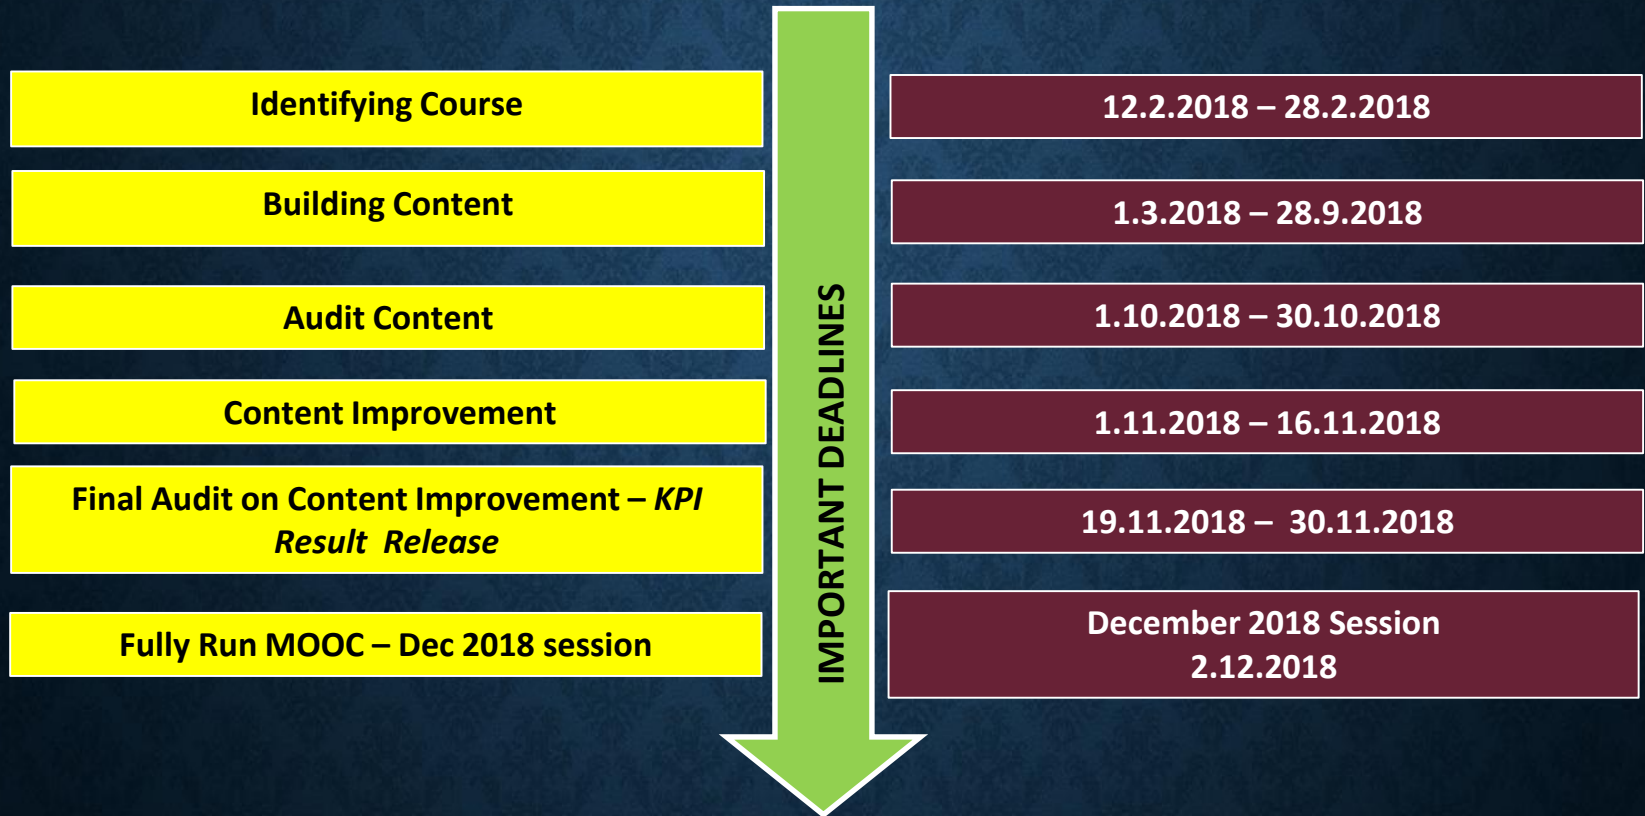 Identifying Course
12.2.2018 – 28.2.2018
Building Content
1.3.2018 – 28.9.2018
Audit Content
1.10.2018 – 30.10.2018
Content Improvement
1.11.2018 – 16.11.2018
Final Audit on Content Improvement – KPI
Result Release
19.11.2018 – 30.11.2018
Fully Run MOOC – Dec 2018 session
December 2018 Session
2.12.2018
IMPORTANT DEADLINES